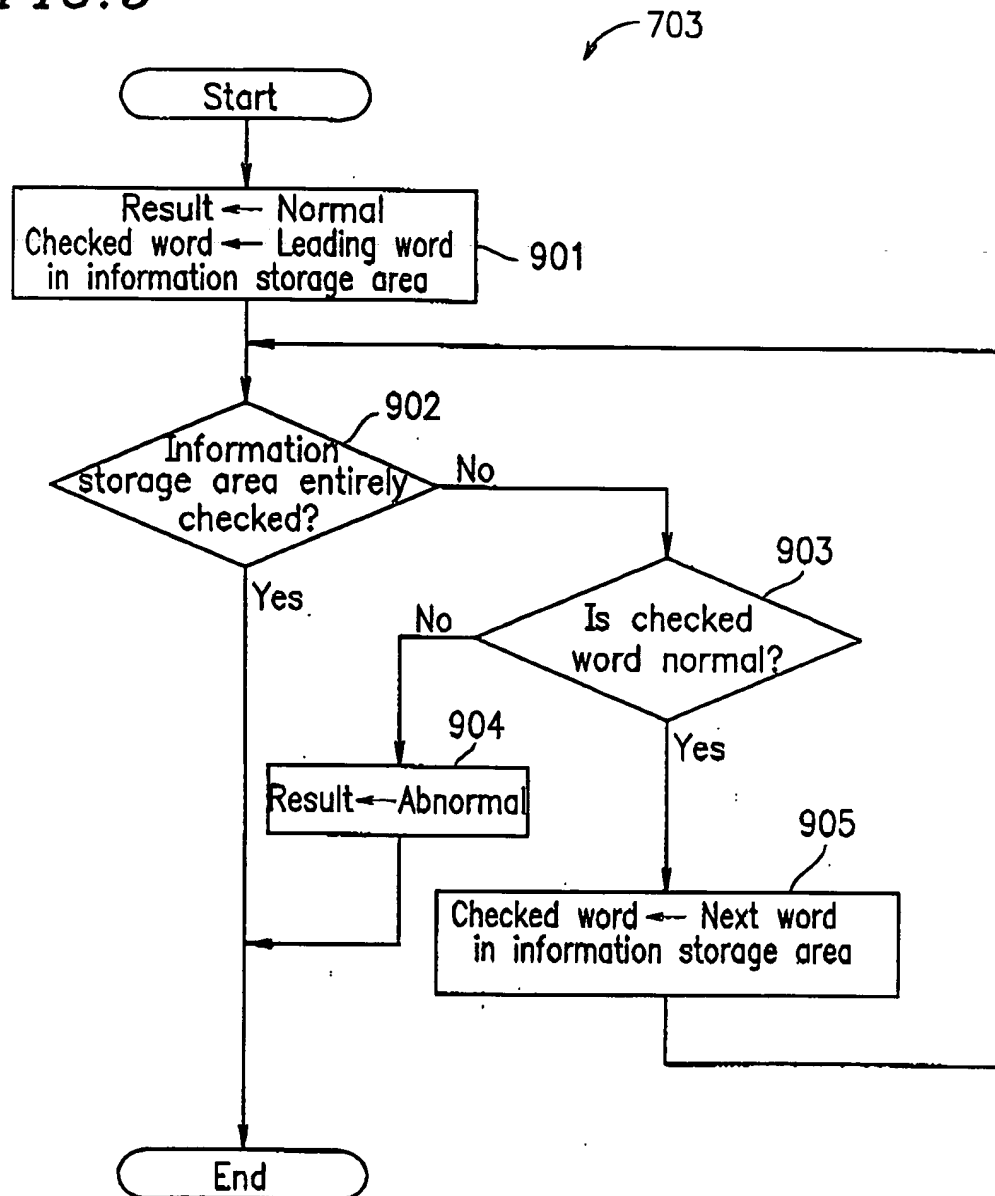 703
Start
Result ← Normal
Checked word ← Leading word
in information storage area
901
902
Information
storage area entirely
checked?
No
Yes
903
Is checked
word normal?
No
Yes
904
Result ← Abnormal
905
Checked word ← Next word
in information storage area
End